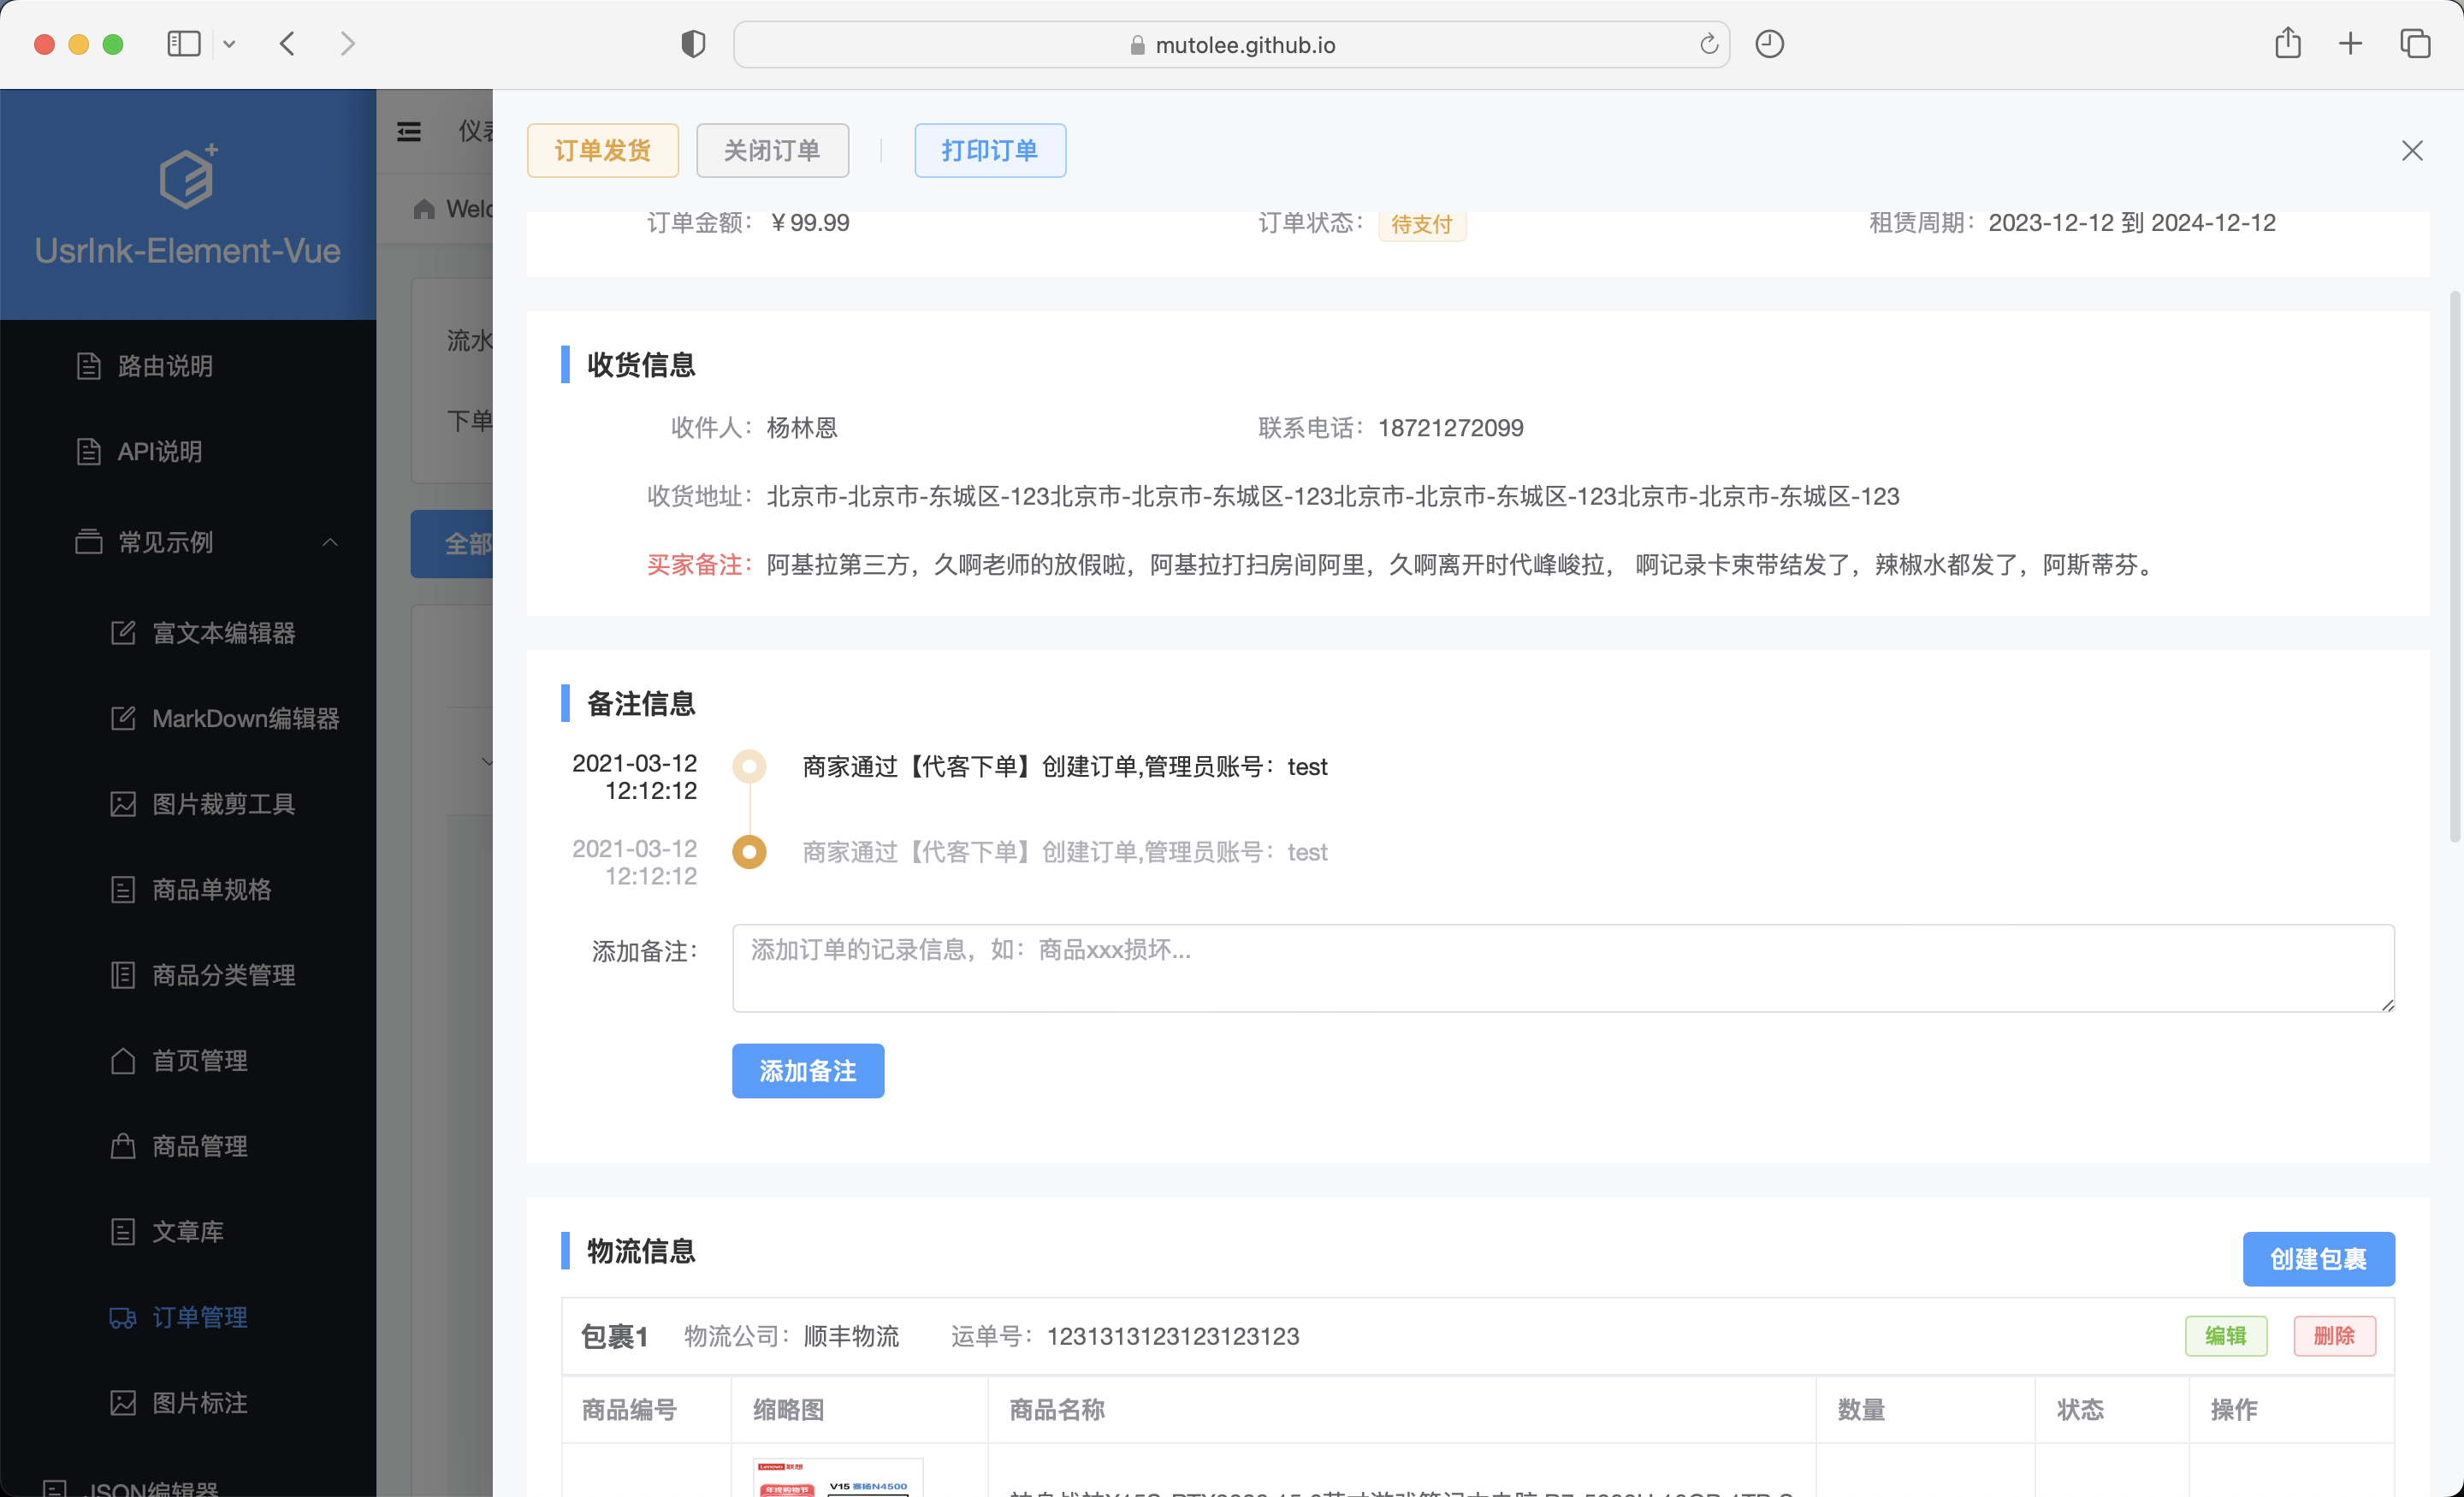 mutolee.github.io
UsrInk-Element-Vue
路由说明
API说明
常见示例
富文本编辑器
MarkDown编辑器
图片裁剪工具
商品单规格
商品分类管理
首页管理
商品管理
文章库
订单管理
图片标注
JSON编辑器
仪表
Welc
流水
下单
全部
订单发货 关闭订单 打印订单
订单金额：￥99.99 订单状态：待支付 租赁周期：2023-12-12 到 2024-12-12
收货信息
收件人：杨林恩 联系电话：18721272099
收货地址：北京市-北京市-东城区-123北京市-北京市-东城区-123北京市-北京市-东城区-123北京市-北京市-东城区-123
买家备注：阿基拉第三方，久啊老师的放假啦，阿基拉打扫房间阿里，久啊离开时代峰峻拉， 啊记录卡束带结发了，辣椒水都发了，阿斯蒂芬。
备注信息
2021-03-12
12:12:12
商家通过【代客下单】创建订单,管理员账号：test
2021-03-12
12:12:12
商家通过【代客下单】创建订单,管理员账号：test
添加备注：
添加订单的记录信息，如：商品xxx损坏...
添加备注
物流信息
创建包裹
包裹1 物流公司：顺丰物流 运单号：1231313123123123123 编辑 删除
商品编号 缩略图 商品名称 数量 状态 操作
Lenovo 联想
年终购物节
V15 赛扬N4500